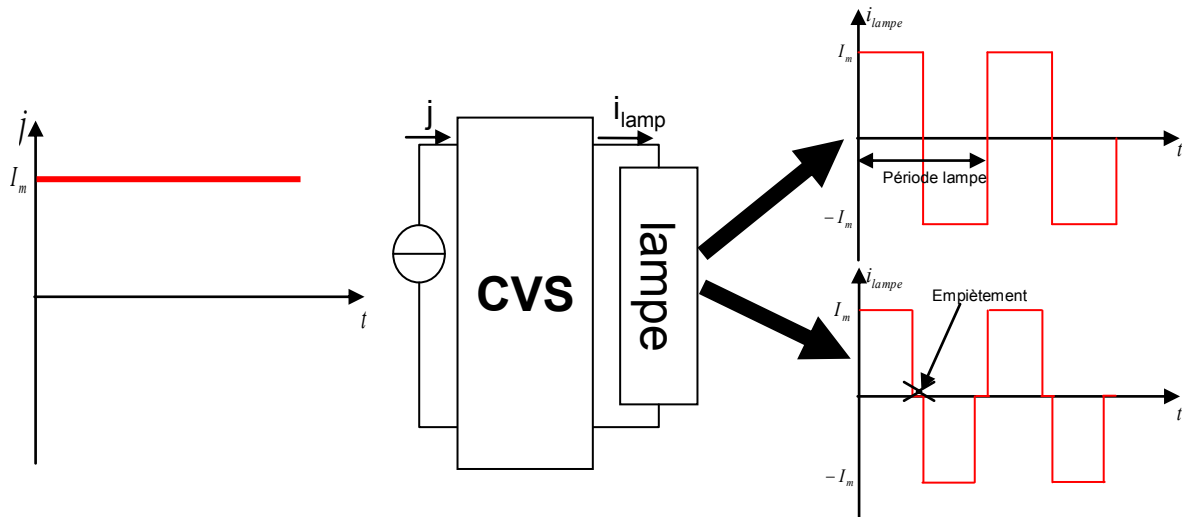 j
I_m
t
j
i_lamp
CVS
lampe
i_lampe
I_m
t
Période lampe
− I_m
i_lampe
Empiètement
I_m
t
− I_m